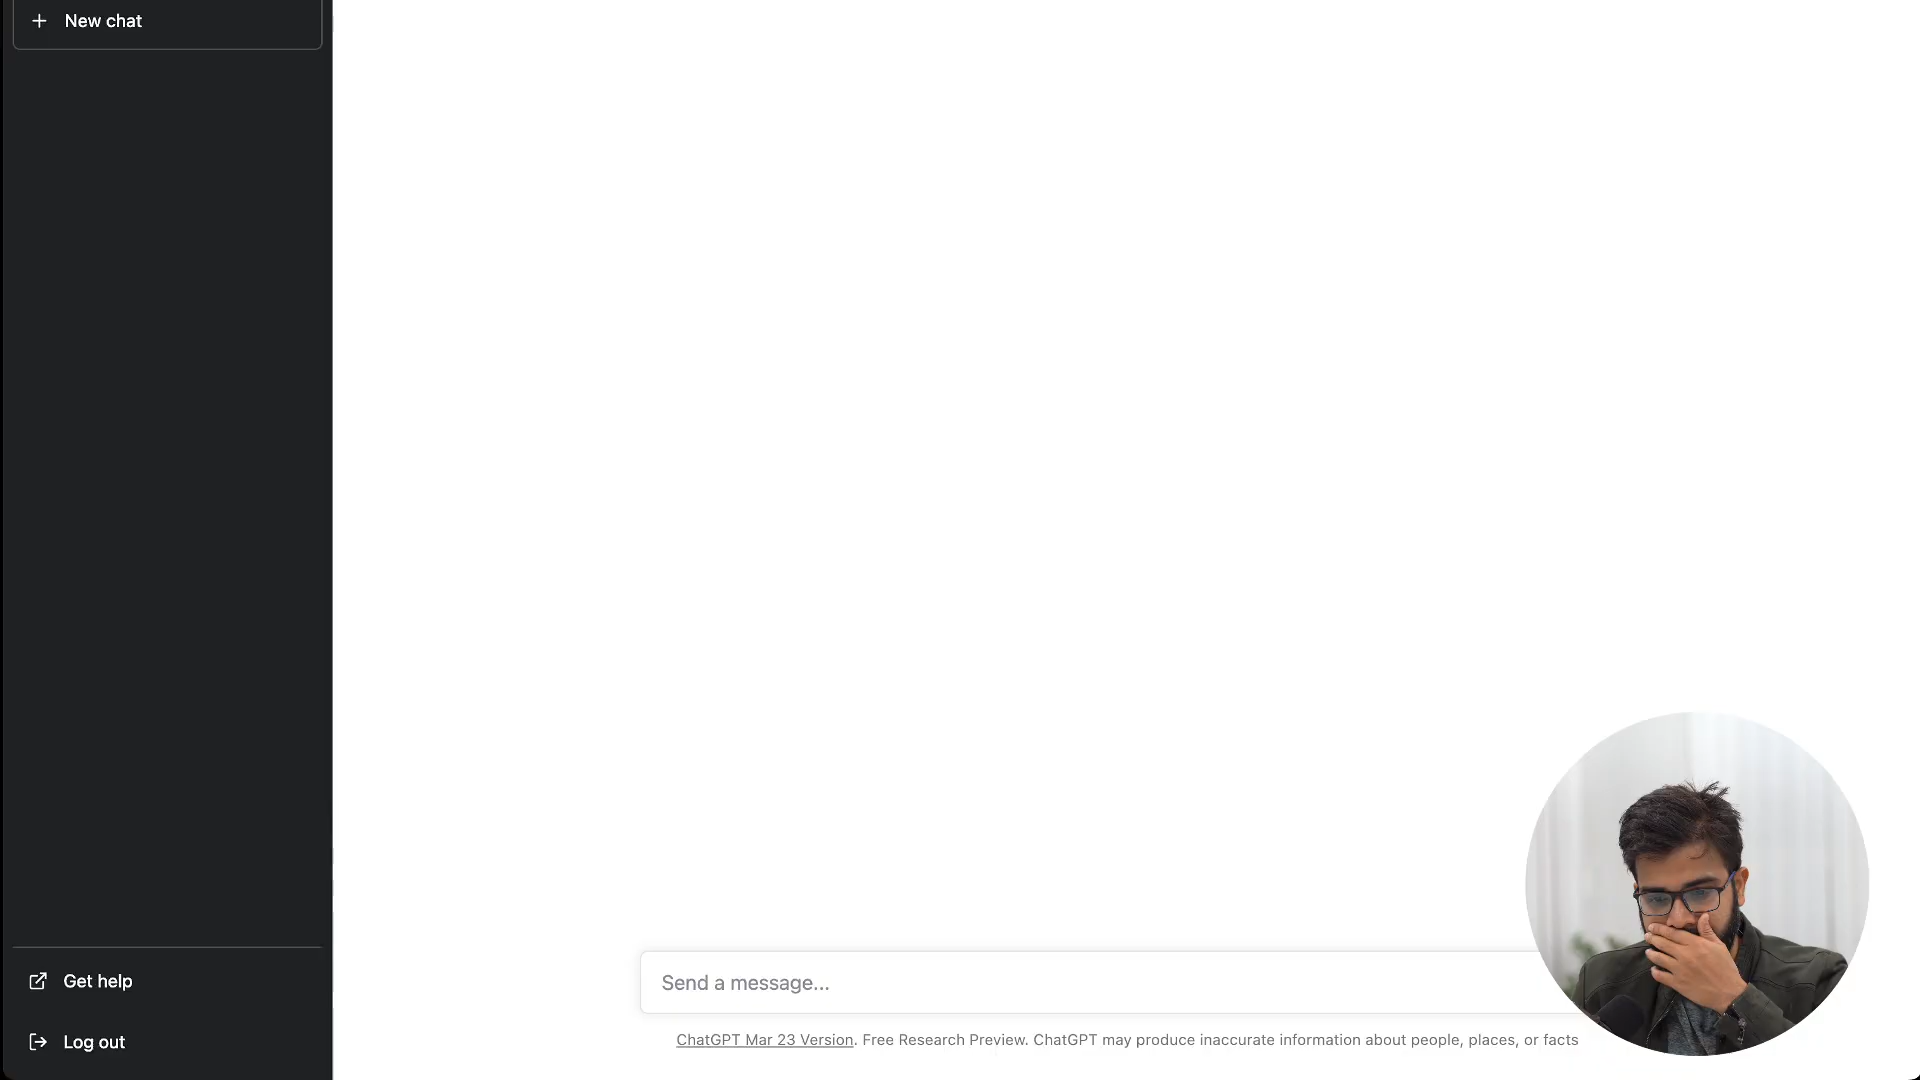 New chat
Get help
Log out
Send a message...
ChatGPT Mar 23 Version. Free Research Preview. ChatGPT may produce inaccurate information about people, places, or facts